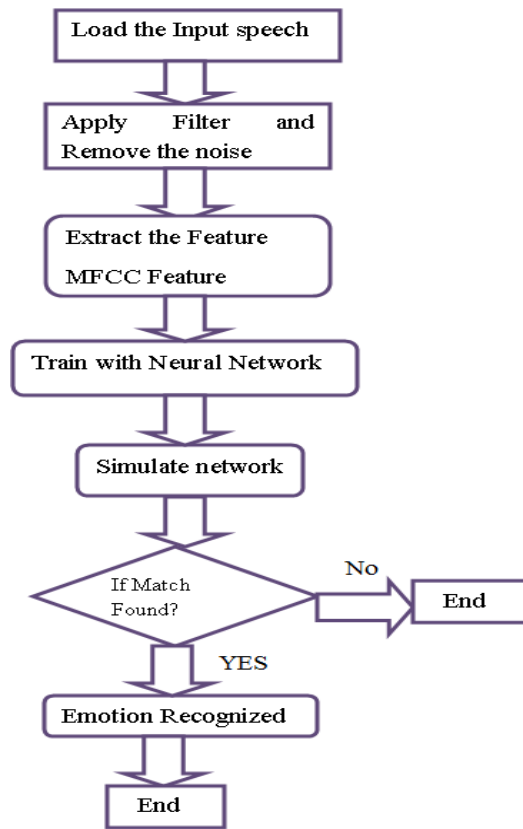 Load the Input speech
Apply Filter and
Remove the noise
Extract the Feature
MFCC Feature
Train with Neural Network
Simulate network
If Match
Found?
No
End
YES
Emotion Recognized
End